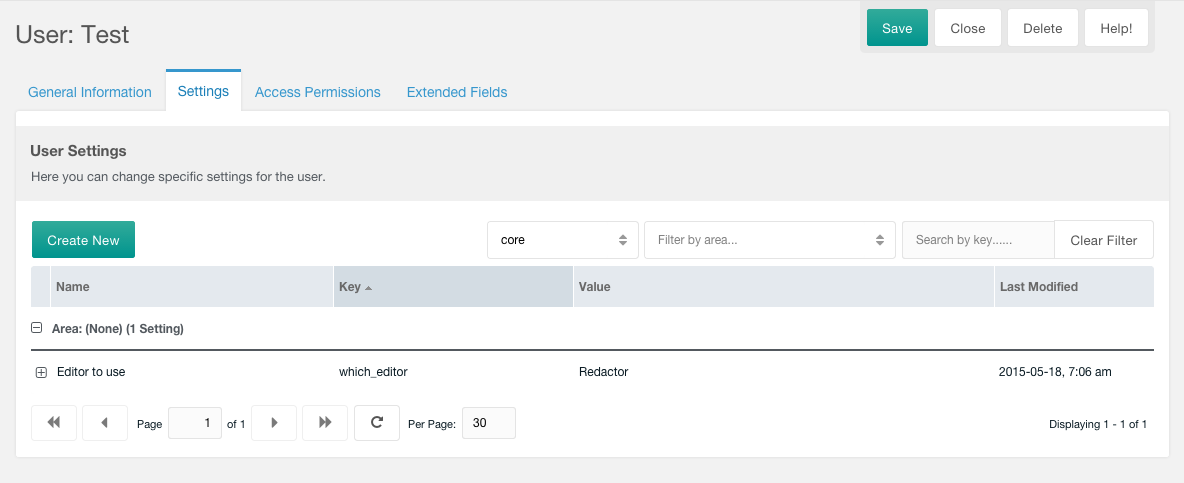 User: Test
Save Close Delete Help!
General Information Settings Access Permissions Extended Fields
User Settings
Here you can change specific settings for the user.
Create New core Filter by area... Search by key...... Clear Filter
Name Key Value Last Modified
Area: (None) (1 Setting)
Editor to use which_editor Redactor 2015-05-18, 7:06 am
Page 1 of 1 Per Page: 30 Displaying 1 - 1 of 1